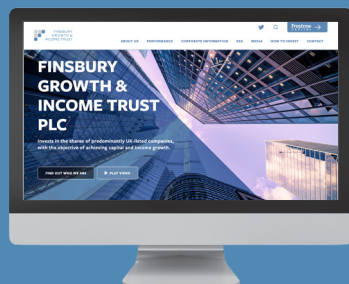 FINSBURY
GROWTH &
INCOME TRUST
Frostrow
ABOUT US PERFORMANCE CORPORATE INFORMATION ESG MEDIA HOW TO INVEST CONTACT
FINSBURY
GROWTH &
INCOME TRUST
PLC
Invests in the shares of predominantly UK-listed companies,
with the objective of achieving capital and income growth.
FIND OUT WHO WE ARE PLAY VIDEO